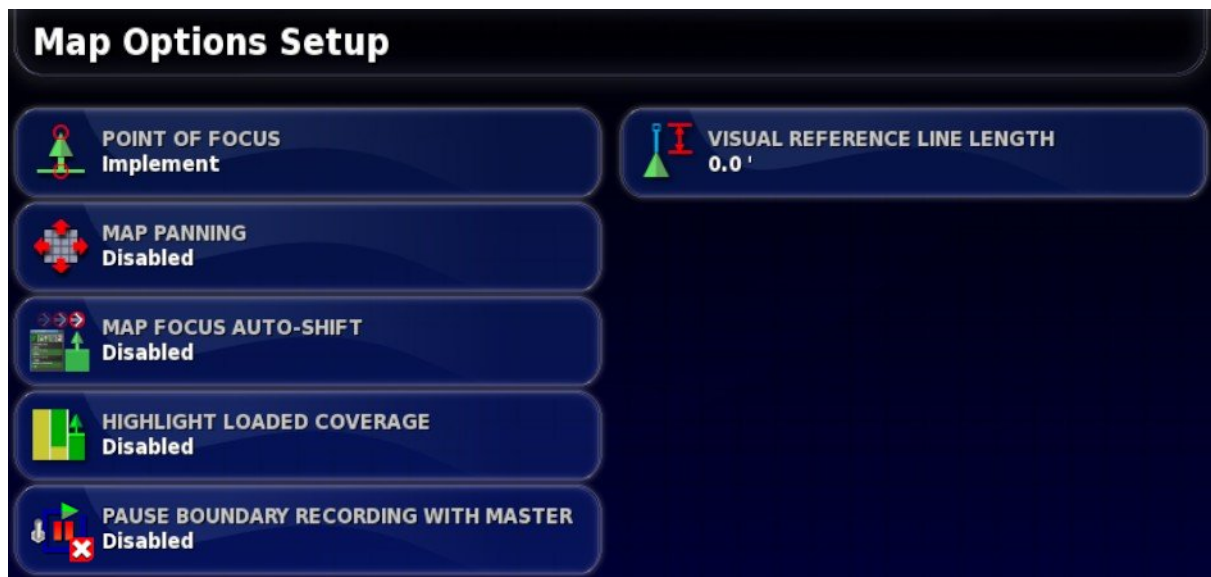 Map Options Setup
POINT OF FOCUS
Implement
MAP PANNING
Disabled
MAP FOCUS AUTO-SHIFT
Disabled
HIGHLIGHT LOADED COVERAGE
Disabled
PAUSE BOUNDARY RECORDING WITH MASTER
Disabled
VISUAL REFERENCE LINE LENGTH
0.0 '